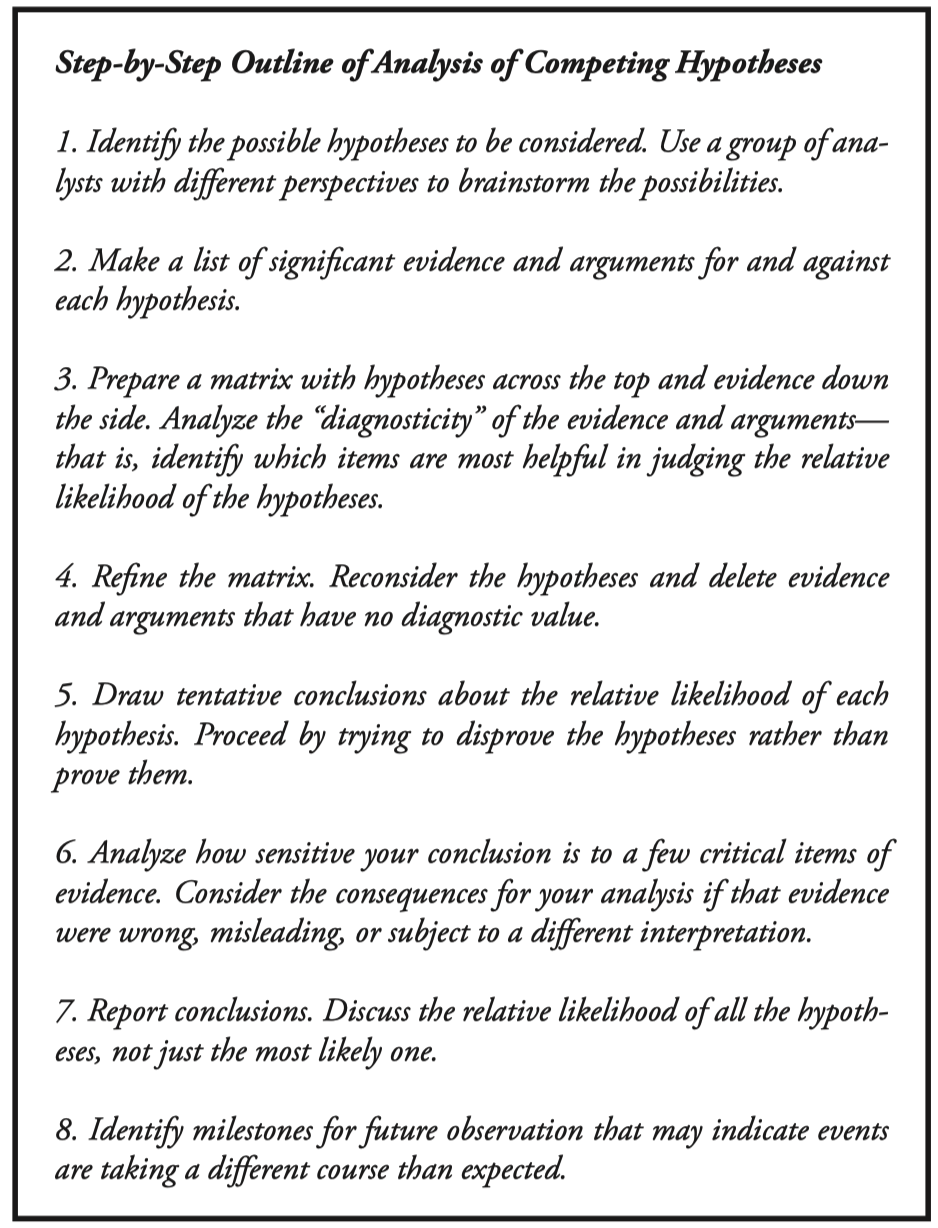 Step-by-Step Outline of Analysis of Competing Hypotheses
1. Identify the possible hypotheses to be considered. Use a group of ana-
lysts with different perspectives to brainstorm the possibilities.
2. Make a list of significant evidence and arguments for and against
each hypothesis.
3. Prepare a matrix with hypotheses across the top and evidence down
the side. Analyze the “diagnosticity” of the evidence and arguments—
that is, identify which items are most helpful in judging the relative
likelihood of the hypotheses.
4. Refine the matrix. Reconsider the hypotheses and delete evidence
and arguments that have no diagnostic value.
5. Draw tentative conclusions about the relative likelihood of each
hypothesis. Proceed by trying to disprove the hypotheses rather than
prove them.
6. Analyze how sensitive your conclusion is to a few critical items of
evidence. Consider the consequences for your analysis if that evidence
were wrong, misleading, or subject to a different interpretation.
7. Report conclusions. Discuss the relative likelihood of all the hypoth-
eses, not just the most likely one.
8. Identify milestones for future observation that may indicate events
are taking a different course than expected.